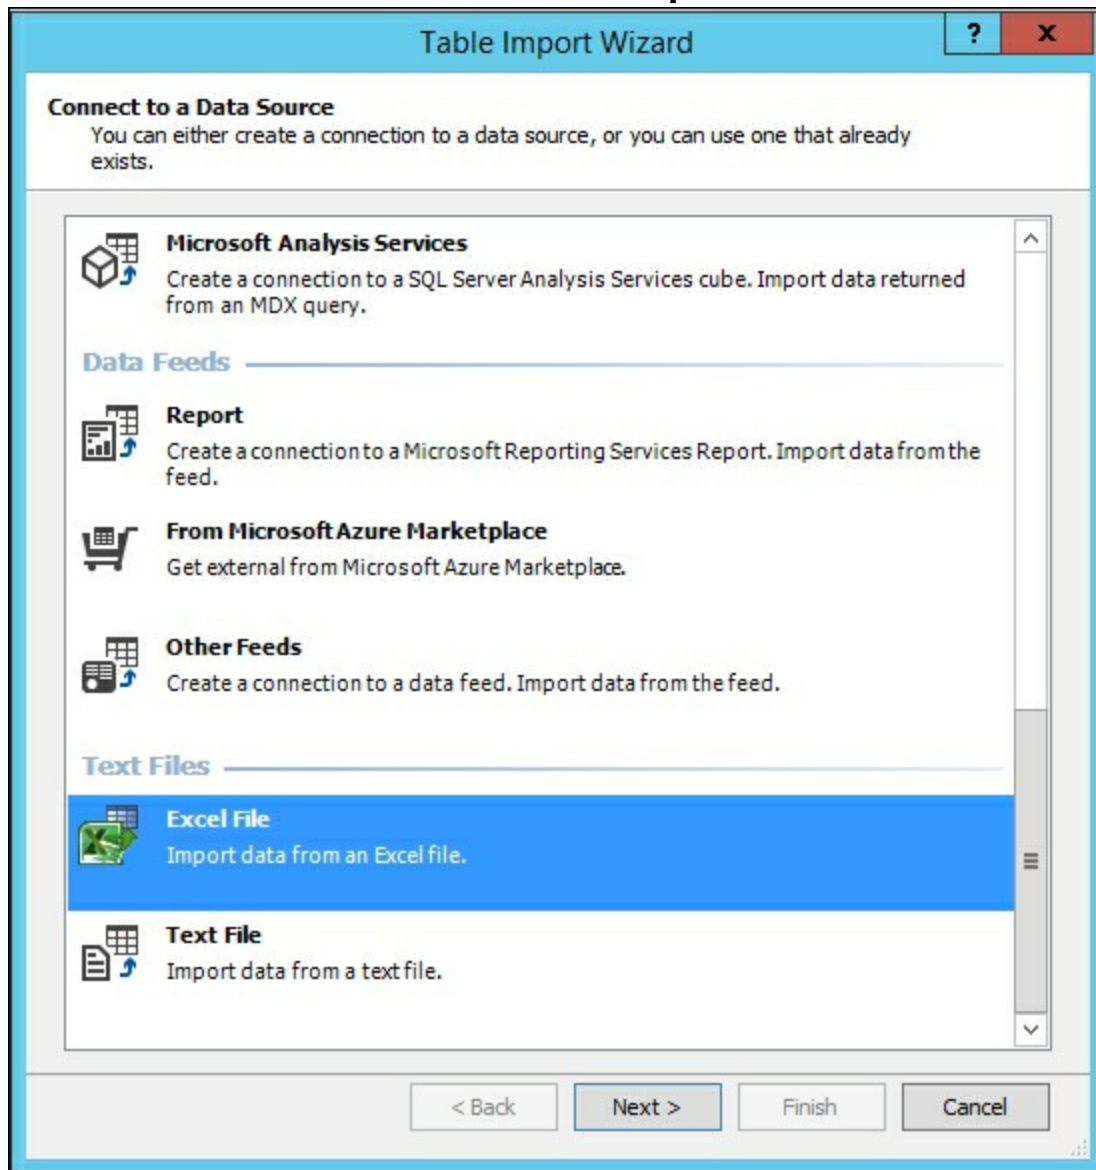 Table Import Wizard
? x
Connect to a Data Source
You can either create a connection to a data source, or you can use one that already
exists.
Microsoft Analysis Services
Create a connection to a SQL Server Analysis Services cube. Import data returned
from an MDX query.
Data Feeds
Report
Create a connection to a Microsoft Reporting Services Report. Import data from the
feed.
From Microsoft Azure Marketplace
Get external from Microsoft Azure Marketplace.
Other Feeds
Create a connection to a data feed. Import data from the feed.
Text Files
Excel File
Import data from an Excel file.
Text File
Import data from a text file.
< Back Next > Finish Cancel